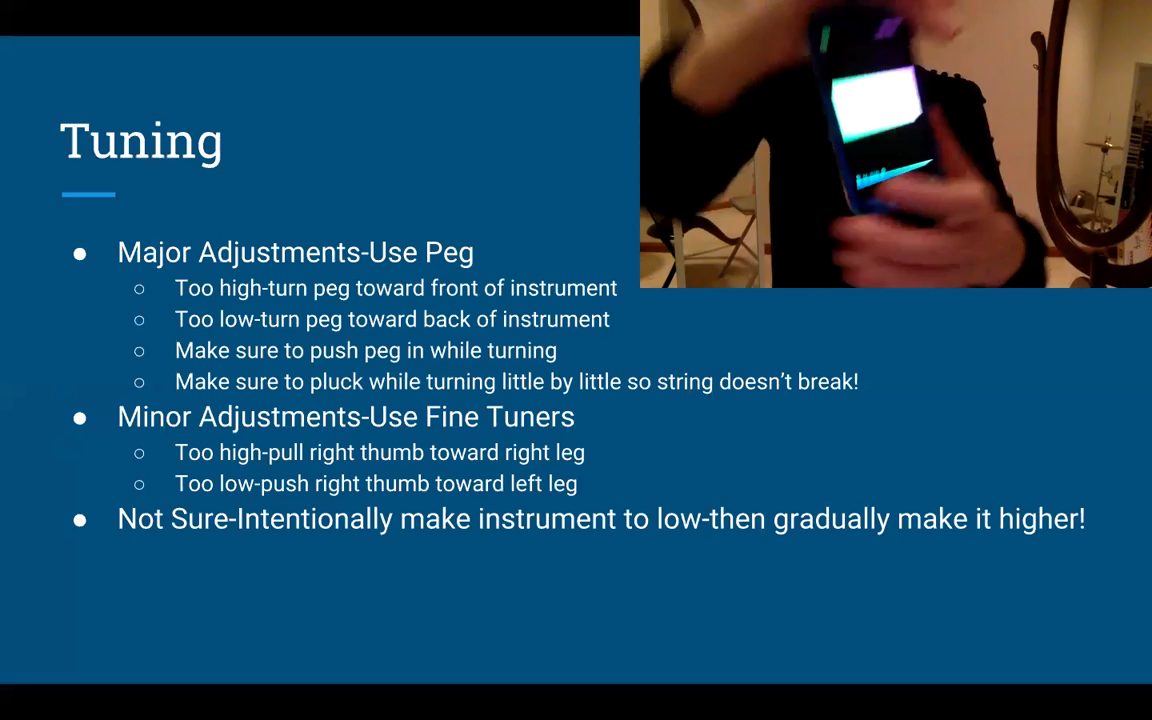 Tuning
● Major Adjustments-Use Peg
○ Too high-turn peg toward front of instrument
○ Too low-turn peg toward back of instrument
○ Make sure to push peg in while turning
○ Make sure to pluck while turning little by little so string doesn’t break!
● Minor Adjustments-Use Fine Tuners
○ Too high-pull right thumb toward right leg
○ Too low-push right thumb toward left leg
● Not Sure-Intentionally make instrument to low-then gradually make it higher!